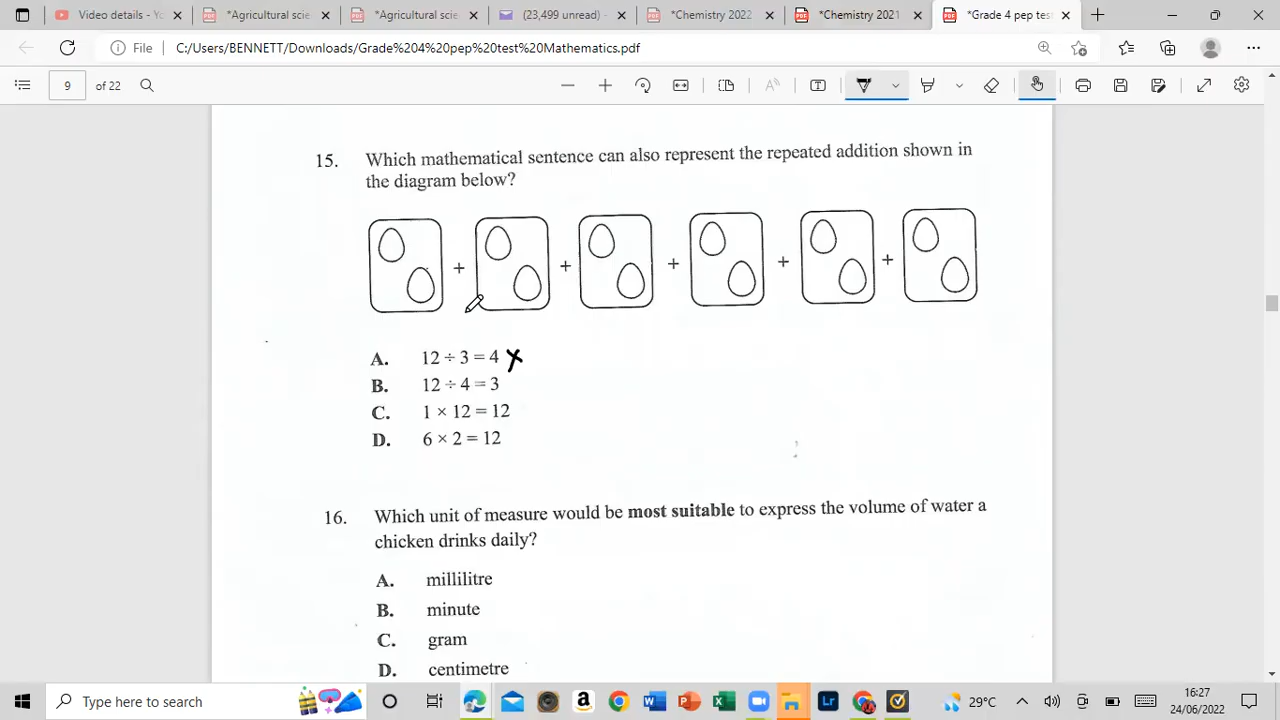 Video details - Yo
*Agricultural scie
*Agricultural scie
(23,499 unread) -
*Chemistry 2022
*Chemistry 2021
*Grade 4 pep test
File
C:/Users/BENNETT/Downloads/Grade%204%20pep%20test%20Mathematics.pdf
9 of 22
15. Which mathematical sentence can also represent the repeated addition shown in
the diagram below?
+ + + + +
A. 12 ÷ 3 = 4 X
B. 12 ÷ 4 = 3
C. 1 × 12 = 12
D. 6 × 2 = 12
16. Which unit of measure would be most suitable to express the volume of water a
chicken drinks daily?
A. millilitre
B. minute
C. gram
D. centimetre
Type here to search
29°C
16:27
24/06/2022